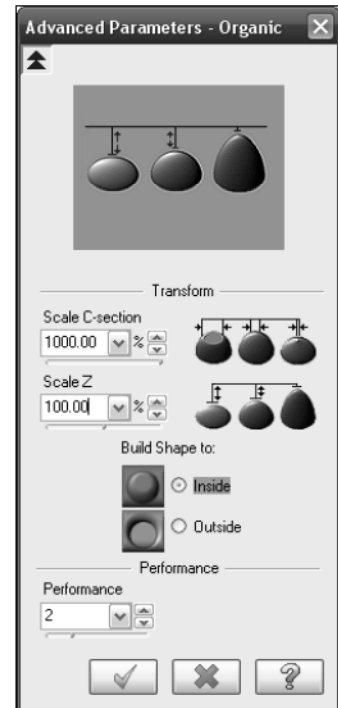 Advanced Parameters - Organic
Transform
Scale C-section
1000.00 %
Scale Z
100.00 %
Build Shape to:
Inside
Outside
Performance
Performance
2
?